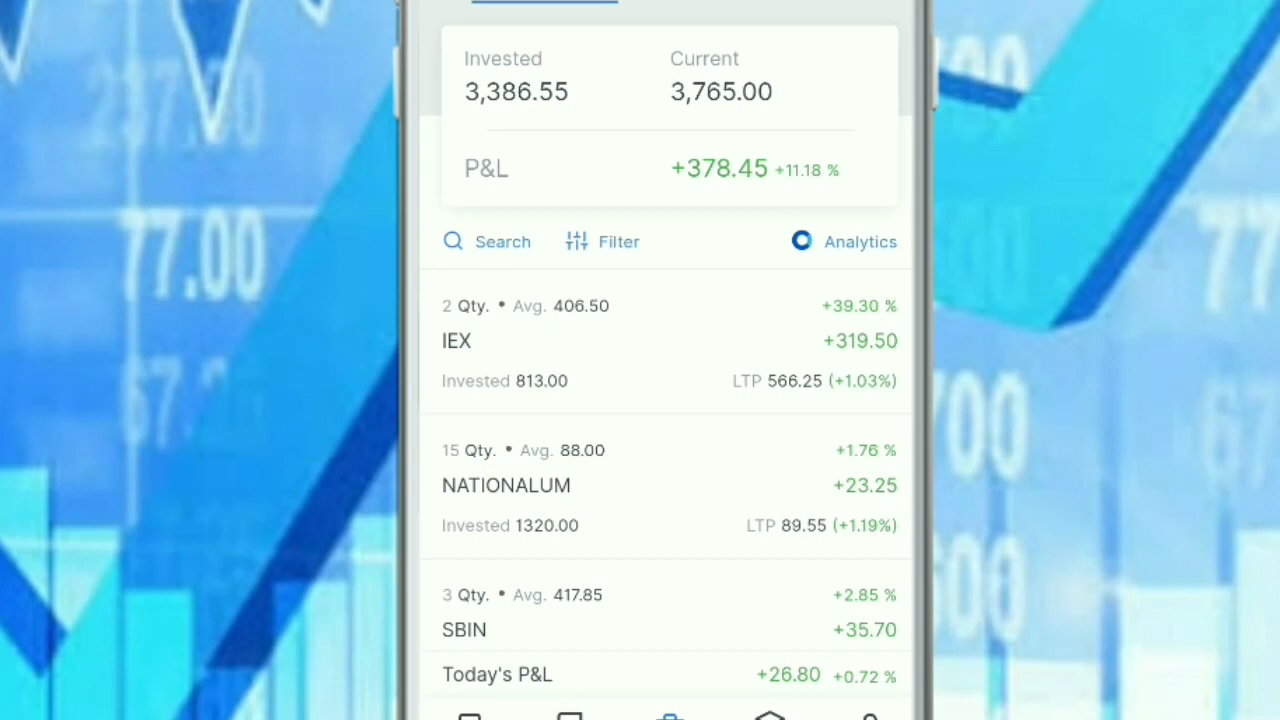 Invested Current
3,386.55 3,765.00
P&L +378.45 +11.18 %
Search Filter Analytics
2 Qty. • Avg. 406.50 +39.30 %
IEX +319.50
Invested 813.00 LTP 566.25 (+1.03%)
15 Qty. • Avg. 88.00 +1.76 %
NATIONALUM +23.25
Invested 1320.00 LTP 89.55 (+1.19%)
3 Qty. • Avg. 417.85 +2.85 %
SBIN +35.70
Today's P&L +26.80 +0.72 %
77.00